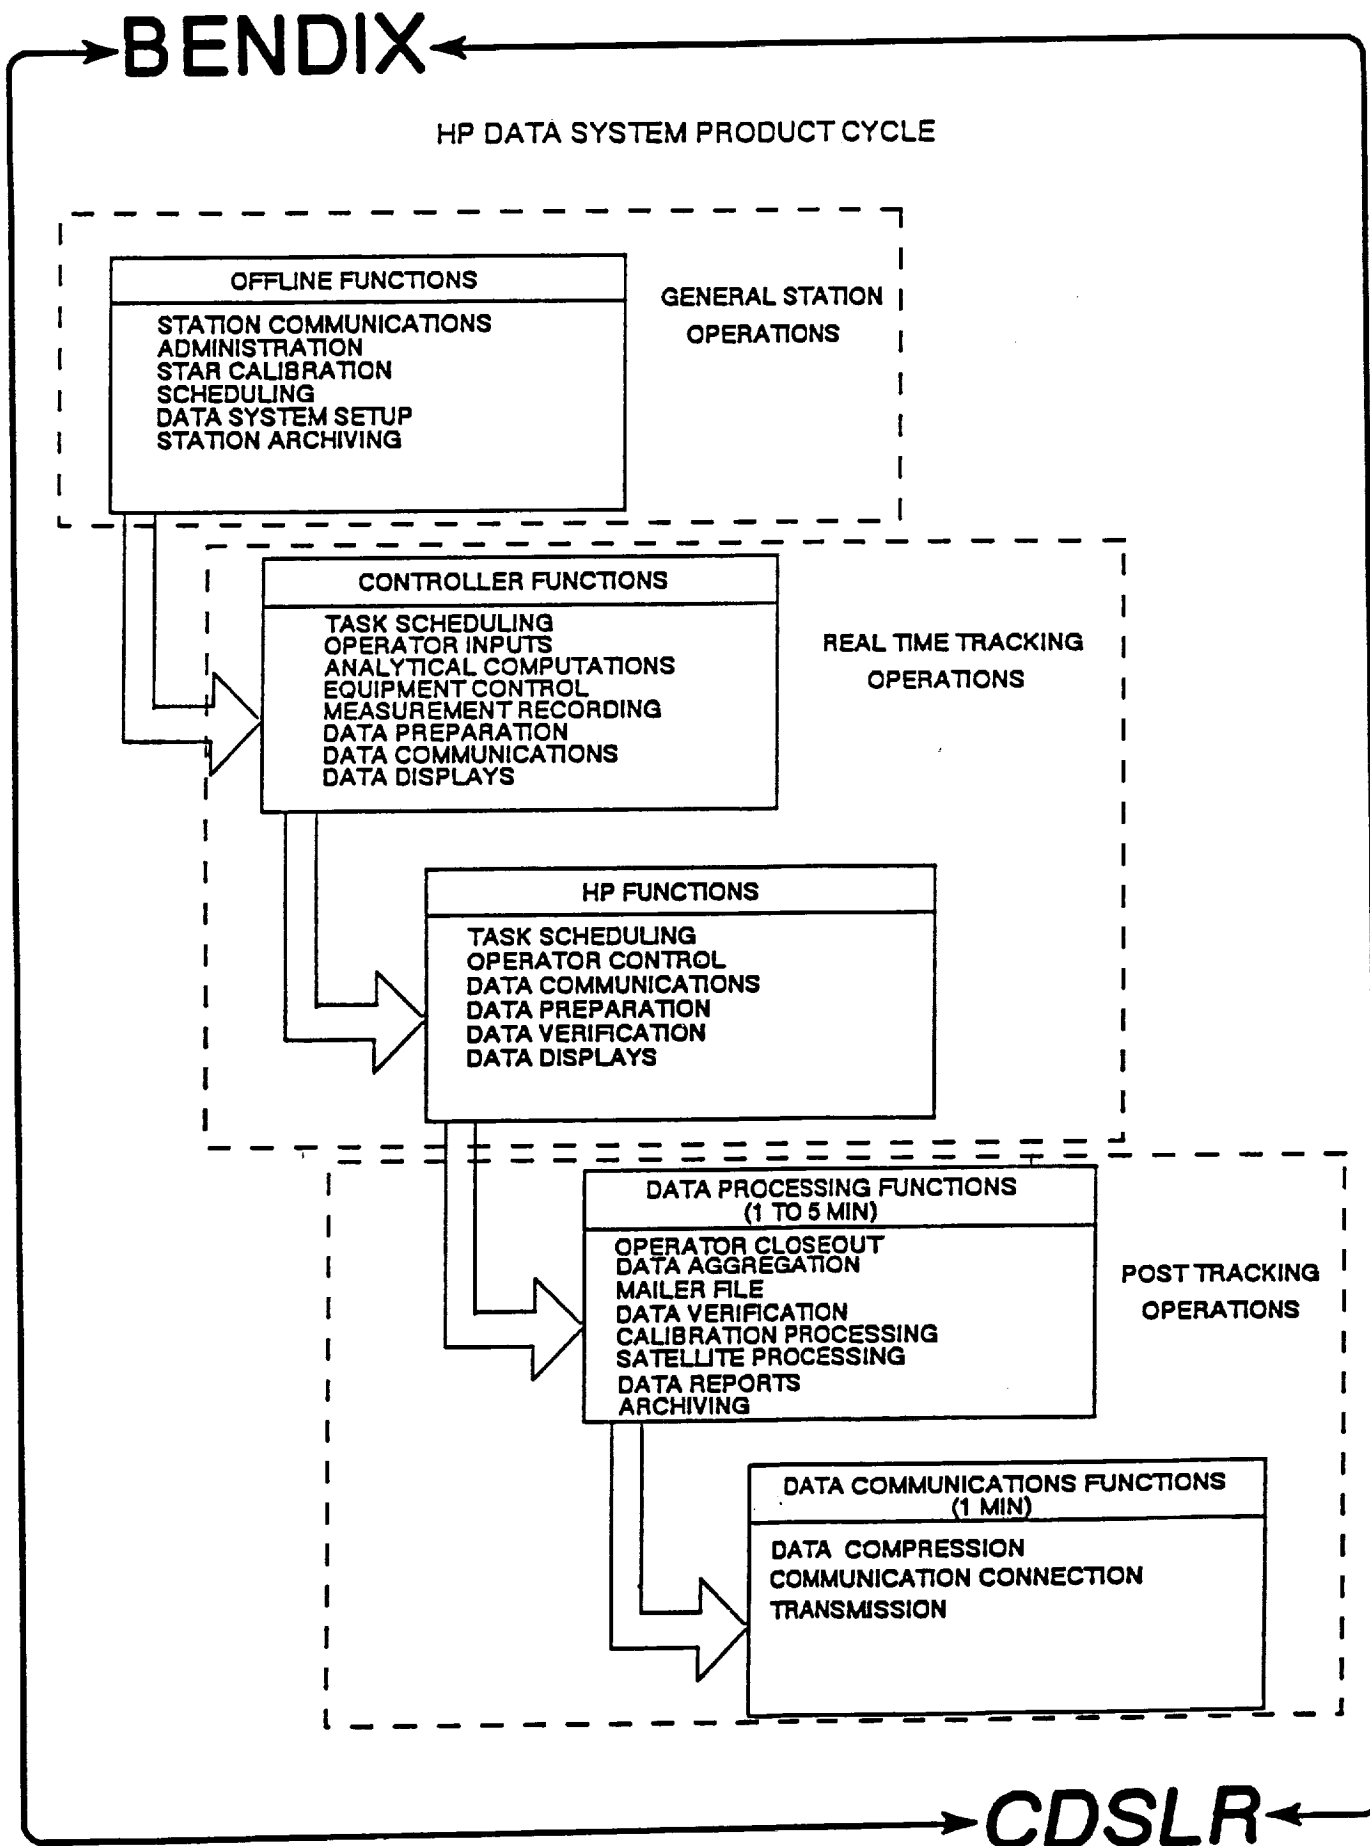 BENDIX
HP DATA SYSTEM PRODUCT CYCLE
OFFLINE FUNCTIONS
STATION COMMUNICATIONS
ADMINISTRATION
STAR CALIBRATION
SCHEDULING
DATA SYSTEM SETUP
STATION ARCHIVING
GENERAL STATION
OPERATIONS
CONTROLLER FUNCTIONS
TASK SCHEDULING
OPERATOR INPUTS
ANALYTICAL COMPUTATIONS
EQUIPMENT CONTROL
MEASUREMENT RECORDING
DATA PREPARATION
DATA COMMUNICATIONS
DATA DISPLAYS
REAL TIME TRACKING
OPERATIONS
HP FUNCTIONS
TASK SCHEDULING
OPERATOR CONTROL
DATA COMMUNICATIONS
DATA PREPARATION
DATA VERIFICATION
DATA DISPLAYS
DATA PROCESSING FUNCTIONS
(1 TO 5 MIN)
OPERATOR CLOSEOUT
DATA AGGREGATION
MAILER FILE
DATA VERIFICATION
CALIBRATION PROCESSING
SATELLITE PROCESSING
DATA REPORTS
ARCHIVING
POST TRACKING
OPERATIONS
DATA COMMUNICATIONS FUNCTIONS
(1 MIN)
DATA COMPRESSION
COMMUNICATION CONNECTION
TRANSMISSION
CDSLR